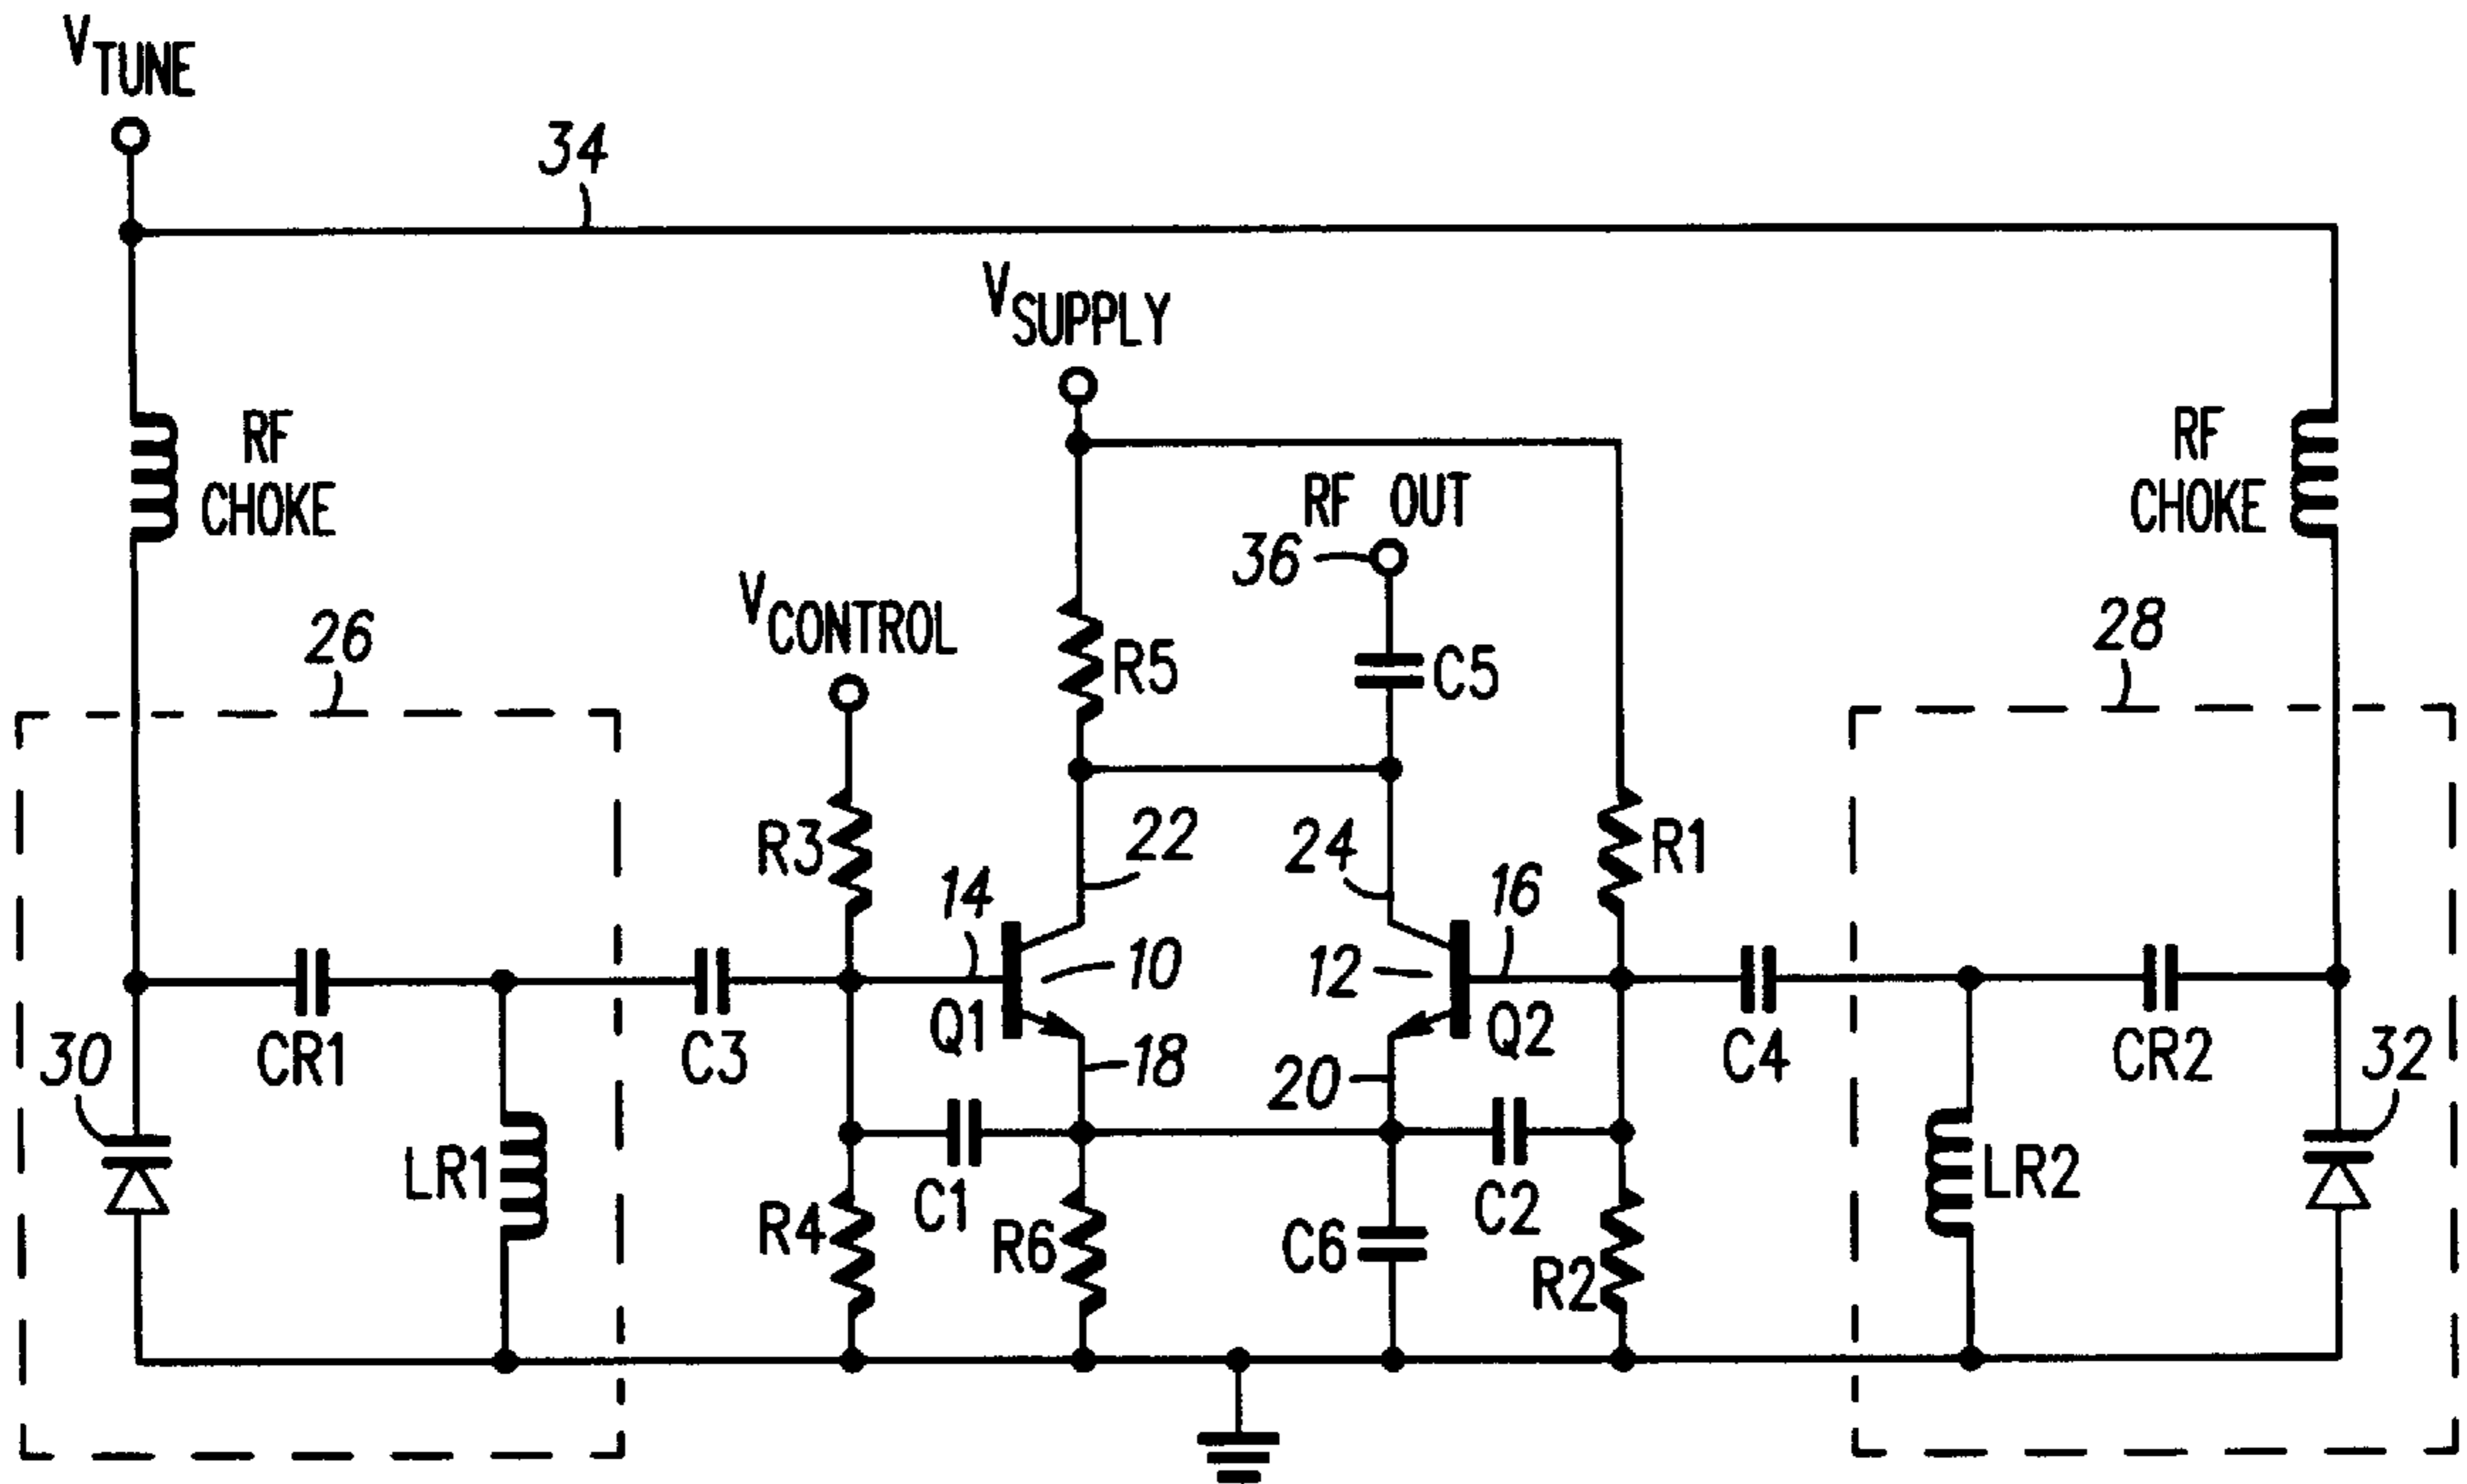 VTUNE
34
VSUPPLY
RF CHOKE
RF CHOKE
RF OUT
36
VCONTROL
26
28
R5
C5
R3
22
24
R1
14
16
10
12
Q1
Q2
30
CR1
C3
18
20
C4
CR2
32
LR1
C1
C2
LR2
R4
R6
C6
R2